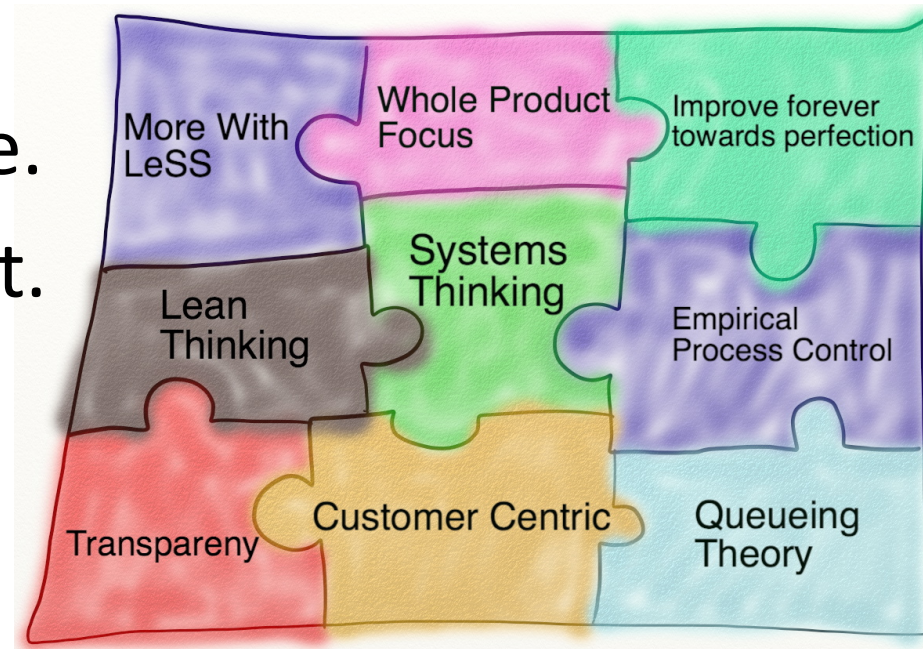 e.
t.
More With
LeSS
Whole Product
Focus
Improve forever
towards perfection
Lean
Thinking
Systems
Thinking
Empirical
Process Control
Transpareny
Customer Centric
Queueing
Theory